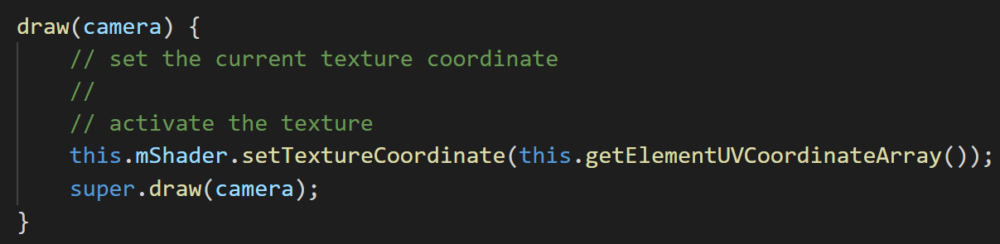 draw(camera) {
    // set the current texture coordinate
    //
    // activate the texture
    this.mShader.setTextureCoordinate(this.getElementUVCoordinateArray());
    super.draw(camera);
}